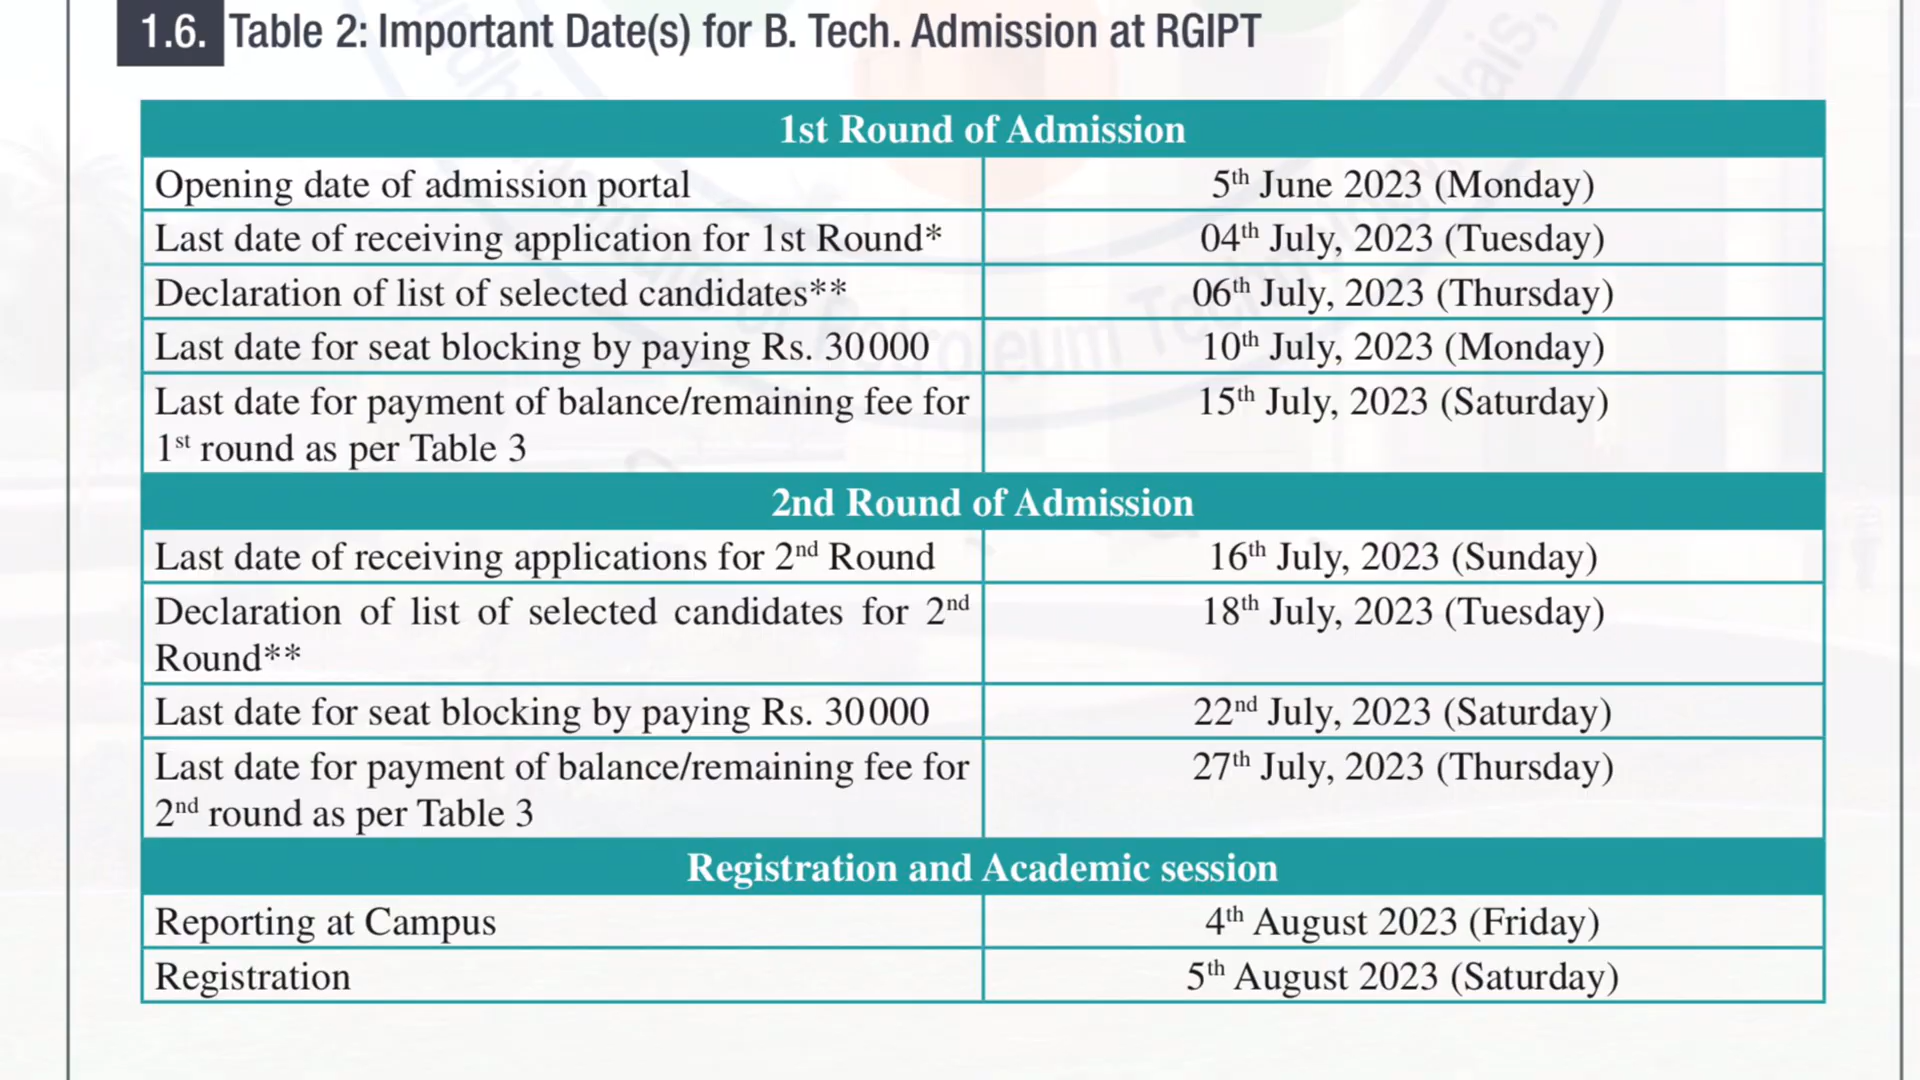 1.6. Table 2: Important Date(s) for B. Tech. Admission at RGIPT
1st Round of Admission
Opening date of admission portal 5th June 2023 (Monday)
Last date of receiving application for 1st Round* 04th July, 2023 (Tuesday)
Declaration of list of selected candidates** 06th July, 2023 (Thursday)
Last date for seat blocking by paying Rs. 30000 10th July, 2023 (Monday)
Last date for payment of balance/remaining fee for 15th July, 2023 (Saturday)
1st round as per Table 3
2nd Round of Admission
Last date of receiving applications for 2nd Round 16th July, 2023 (Sunday)
Declaration of list of selected candidates for 2nd 18th July, 2023 (Tuesday)
Round**
Last date for seat blocking by paying Rs. 30000 22nd July, 2023 (Saturday)
Last date for payment of balance/remaining fee for 27th July, 2023 (Thursday)
2nd round as per Table 3
Registration and Academic session
Reporting at Campus 4th August 2023 (Friday)
Registration 5th August 2023 (Saturday)